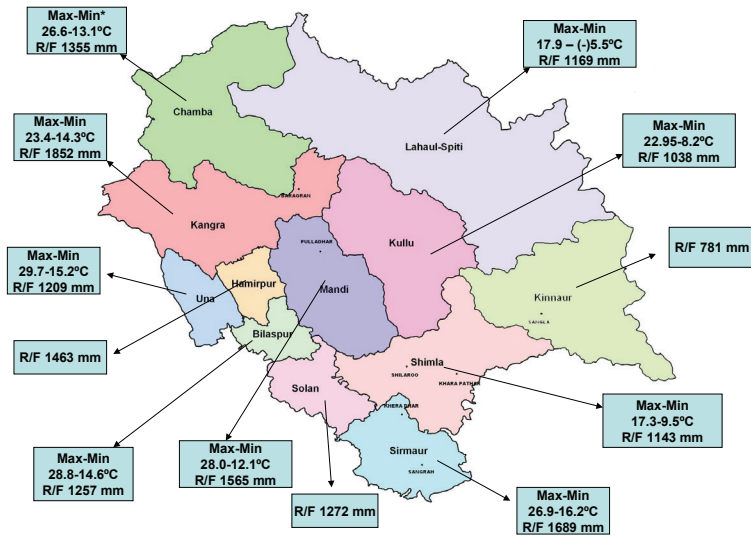 Max-Min*
26.6-13.1ºC
R/F 1355 mm
Max-Min
17.9 – (-)5.5ºC
R/F 1169 mm
Chamba
Max-Min
23.4-14.3ºC
R/F 1852 mm
Lahaul-Spiti
Max-Min
22.95-8.2ºC
R/F 1038 mm
BARAGRAN
Kangra
PULLADHAR
Kullu
R/F 781 mm
Max-Min
29.7-15.2ºC
R/F 1209 mm
Una
Hamirpur
Mandi
Kinnaur
SANGLA
Bilaspur
R/F 1463 mm
Shimla
SHILAROO
KHARA PATHAR
Solan
KHERA DHAR
Max-Min
17.3-9.5ºC
R/F 1143 mm
Max-Min
28.8-14.6ºC
R/F 1257 mm
Max-Min
28.0-12.1ºC
R/F 1565 mm
Sirmaur
SANGRAH
R/F 1272 mm
Max-Min
26.9-16.2ºC
R/F 1689 mm